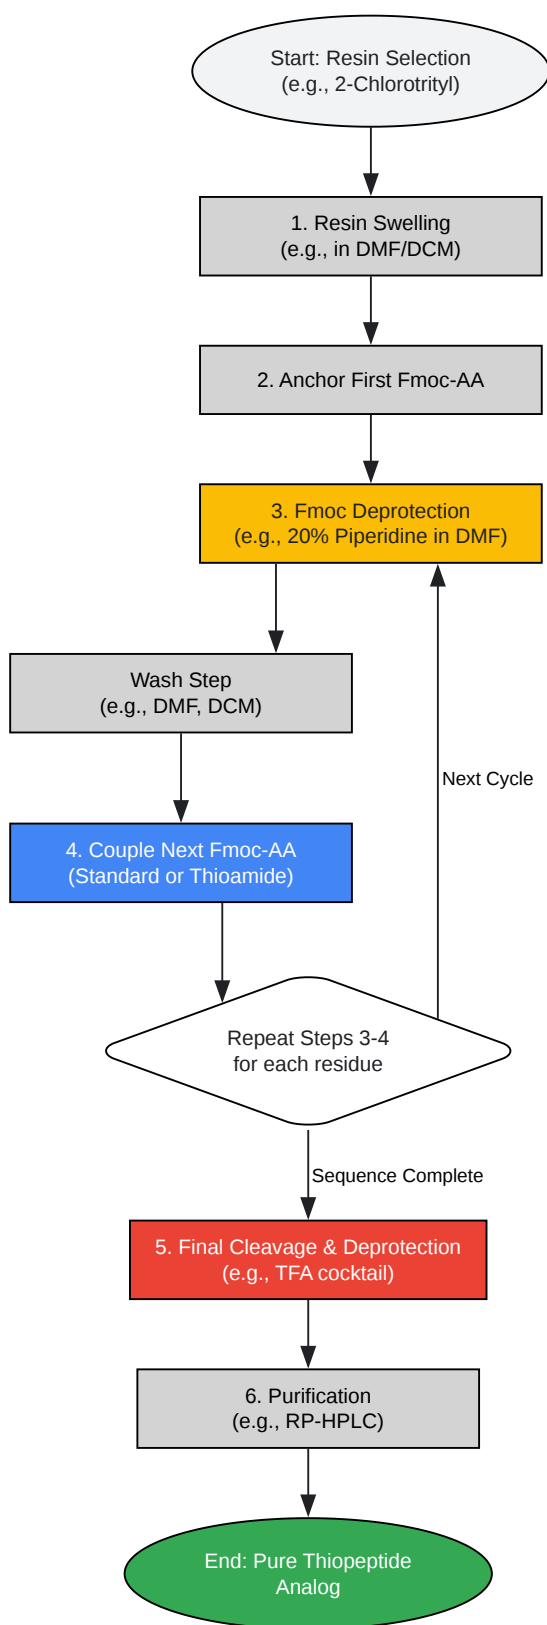 Start: Resin Selection
(e.g., 2-Chlorotrityl)
1. Resin Swelling
(e.g., in DMF/DCM)
2. Anchor First Fmoc-AA
3. Fmoc Deprotection
(e.g., 20% Piperidine in DMF)
Wash Step
(e.g., DMF, DCM)
Next Cycle
4. Couple Next Fmoc-AA
(Standard or Thioamide)
Repeat Steps 3-4
for each residue
Sequence Complete
5. Final Cleavage & Deprotection
(e.g., TFA cocktail)
6. Purification
(e.g., RP-HPLC)
End: Pure Thiopeptide
Analog